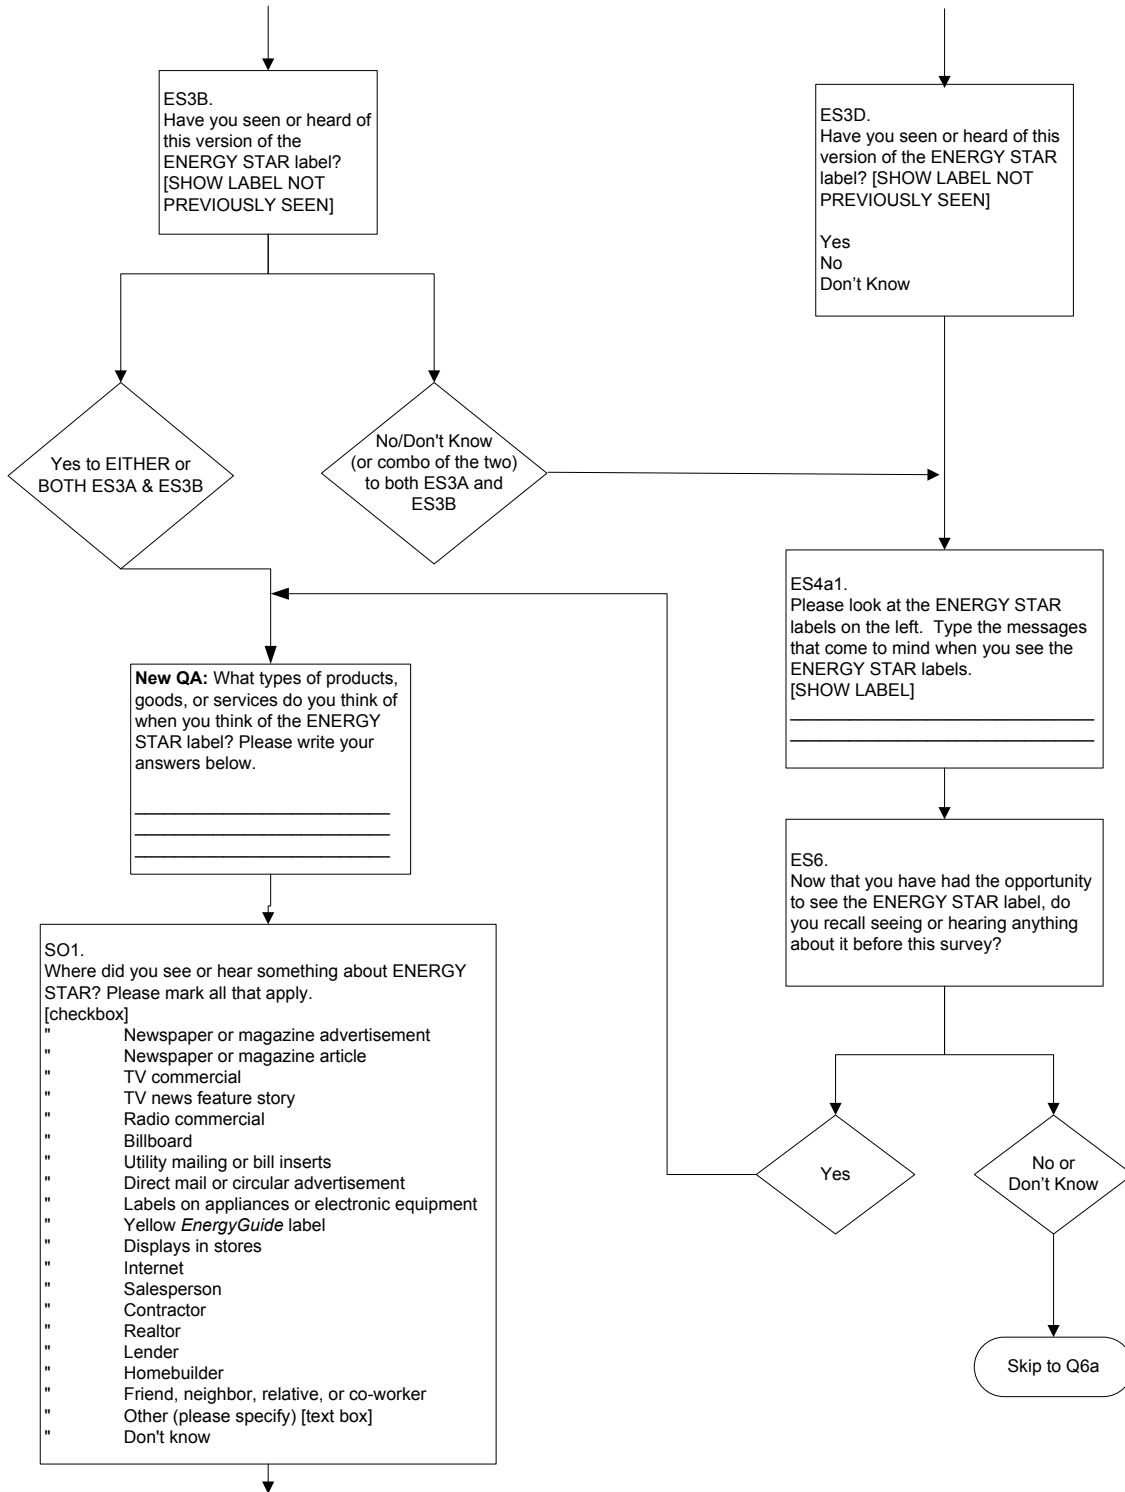 ES3B.
Have you seen or heard of
this version of the
ENERGY STAR label?
[SHOW LABEL NOT
PREVIOUSLY SEEN]
ES3D.
Have you seen or heard of this
version of the ENERGY STAR
label? [SHOW LABEL NOT
PREVIOUSLY SEEN]
Yes
No
Don't Know
Yes to EITHER or
BOTH ES3A & ES3B
No/Don't Know
(or combo of the two)
to both ES3A and
ES3B
ES4a1.
Please look at the ENERGY STAR
labels on the left.  Type the messages
that come to mind when you see the
ENERGY STAR labels.
[SHOW LABEL]
New QA: What types of products,
goods, or services do you think of
when you think of the ENERGY
STAR label? Please write your
answers below.
ES6.
Now that you have had the opportunity
to see the ENERGY STAR label, do
you recall seeing or hearing anything
about it before this survey?
SO1.
Where did you see or hear something about ENERGY
STAR? Please mark all that apply.
[checkbox]
" Newspaper or magazine advertisement
" Newspaper or magazine article
" TV commercial
" TV news feature story
" Radio commercial
" Billboard
" Utility mailing or bill inserts
" Direct mail or circular advertisement
" Labels on appliances or electronic equipment
" Yellow EnergyGuide label
" Displays in stores
" Internet
" Salesperson
" Contractor
" Realtor
" Lender
" Homebuilder
" Friend, neighbor, relative, or co-worker
" Other (please specify) [text box]
" Don't know
Yes
No or
Don't Know
Skip to Q6a